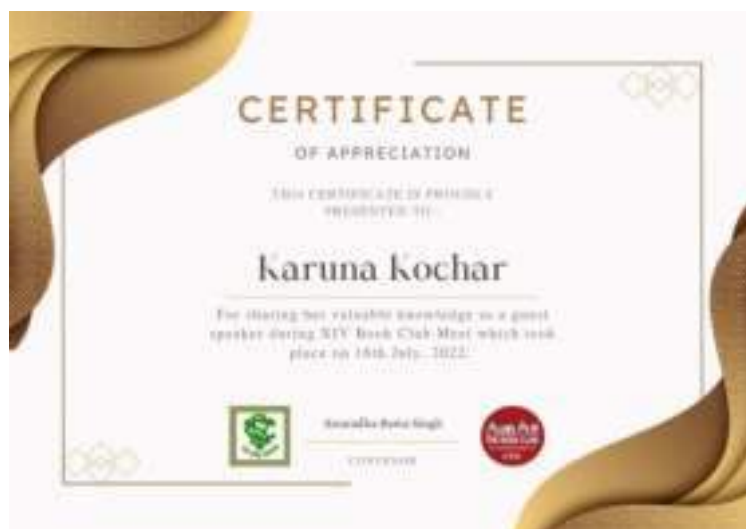 CERTIFICATE
OF APPRECIATION
THIS CERTIFICATE IS PROUDLY
PRESENTED TO
Karuna Kochar
For sharing her valuable knowledge as a guest
speaker during XIV Book Club Meet which took
place on 16th July, 2022
Singh
CONVENOR